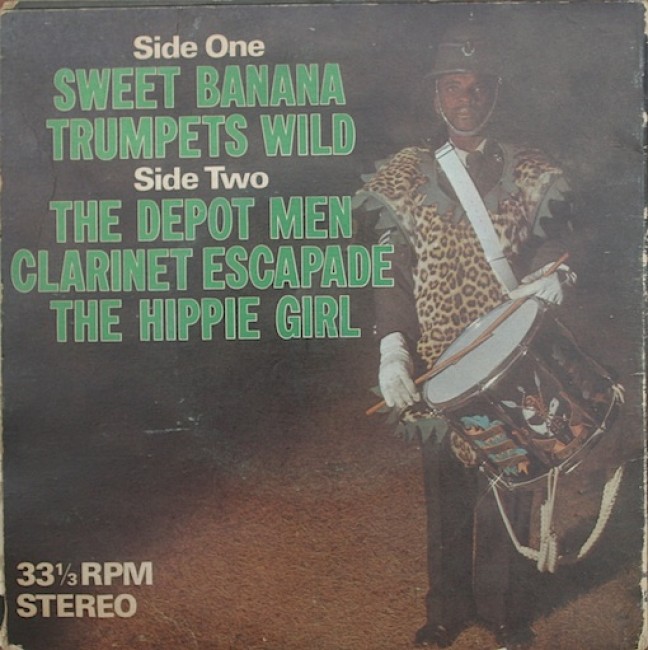 Side One
SWEET BANANA
TRUMPETS WILD
Side Two
THE DEPOT MEN
CLARINET ESCAPADE
THE HIPPIE GIRL
33⅓ RPM
STEREO